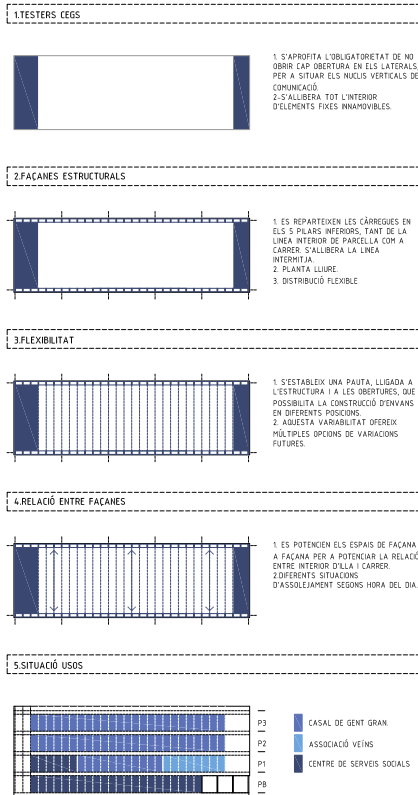 1.TESTERS CEGS
1. S'APROFITA L'OBLIGATORIETAT DE NO
OBRIR CAP OBERTURA EN ELS LATERALS,
PER A SITUAR ELS NUCLIS VERTICALS DE
COMUNICACIÓ.
2-S'ALLIBERA TOT L'INTERIOR
D'ELEMENTS FIXES INNAMOVIBLES.
2.FAÇANES ESTRUCTURALS
1. ES REPARTEIXEN LES CÀRREGUES EN
ELS 5 PILARS INFERIORS, TANT DE LA
LINEA INTERIOR DE PARCELLA COM A
CARRER. S'ALLIBERA LA LINEA
INTERMITJA.
2. PLANTA LLIURE.
3. DISTRIBUCIÓ FLEXIBLE
3.FLEXIBILITAT
1. S'ESTABLEIX UNA PAUTA, LLIGADA A
L'ESTRUCTURA I A LES OBERTURES, QUE
POSSIBILITA LA CONSTRUCCIÓ D'ENVANS
EN DIFERENTS POSICIONS.
2. AQUESTA VARIABILITAT OFEREIX
MÚLTIPLES OPCIONS DE VARIACIONS
FUTURES.
4.RELACIÓ ENTRE FAÇANES
1. ES POTENCIEN ELS ESPAIS DE FAÇANA
A FAÇANA PER A POTENCIAR LA RELACIÓ
ENTRE INTERIOR D'ILLA I CARRER.
2.DIFERENTS SITUACIONS
D'ASSOLEJAMENT SEGONS HORA DEL DIA.
5.SITUACIÓ USOS
P3
CASAL DE GENT GRAN.
P2
ASSOCIACIÓ VEÏNS
P1
CENTRE DE SERVEIS SOCIALS
PB